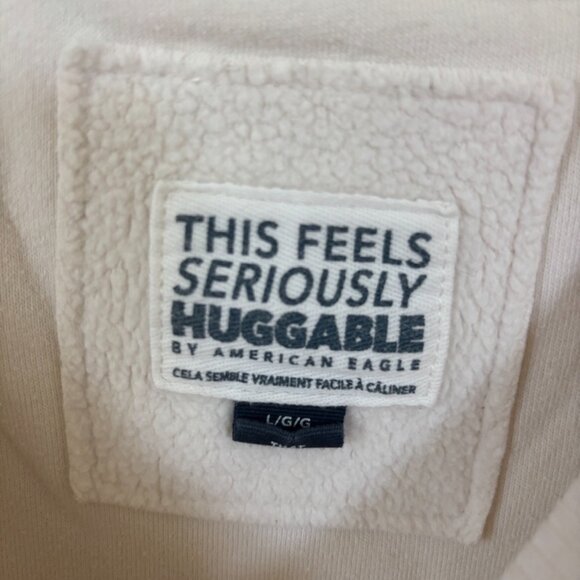 THIS FEELS
SERIOUSLY
HUGGABLE
BY AMERICAN EAGLE
CELA SEMBLE VRAIMENT FACILE À CÂLINER
L/G/G